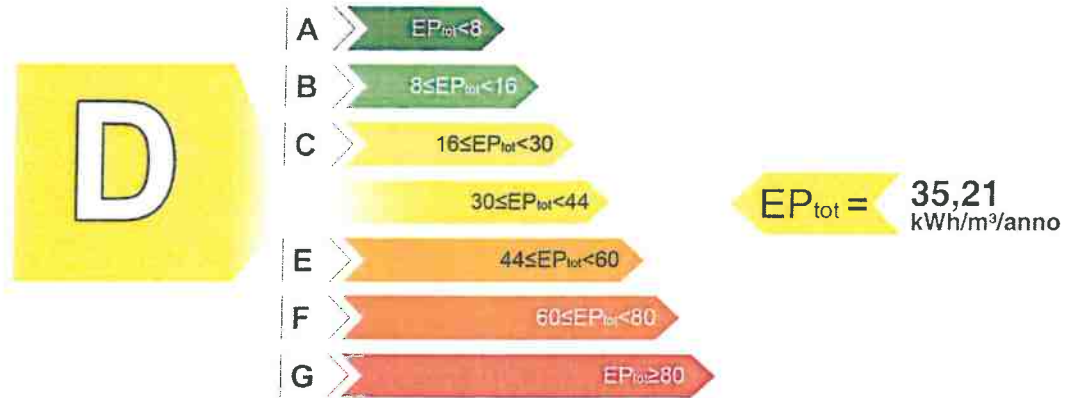 D
A EPtot<8
B 8≤EPtot<16
C 16≤EPtot<30
30≤EPtot<44
EPtot = 35,21
kWh/m³/anno
E 44≤EPtot<60
F 60≤EPtot<80
G EPtot≥80